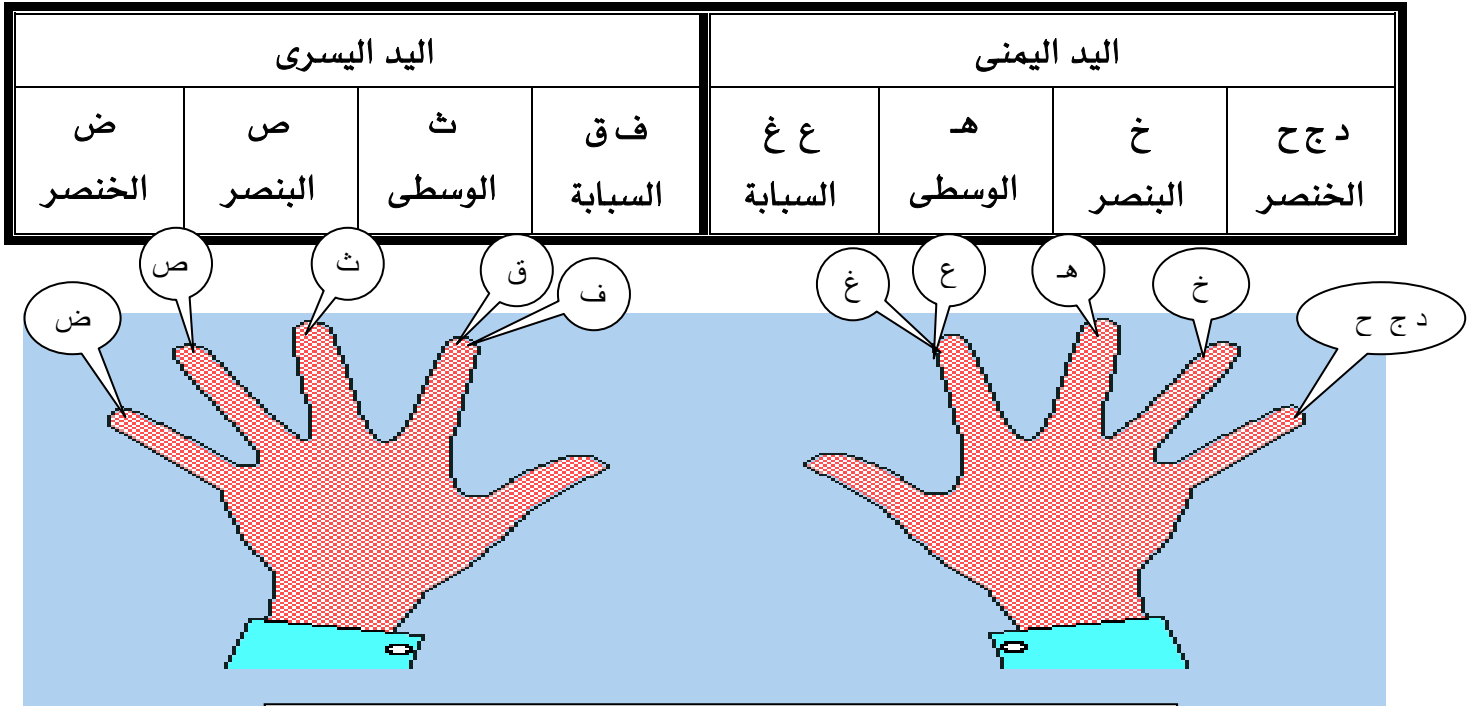 اليد اليمنى
اليد اليسرى
د ج ح
خ
هـ
ع غ
ف ق
ث
ص
ض
الخنصر
البنصر
الوسطى
السبابة
السبابة
الوسطى
البنصر
الخنصر
د ج ح
خ
هـ
ع
غ
ف
ق
ث
ص
ض